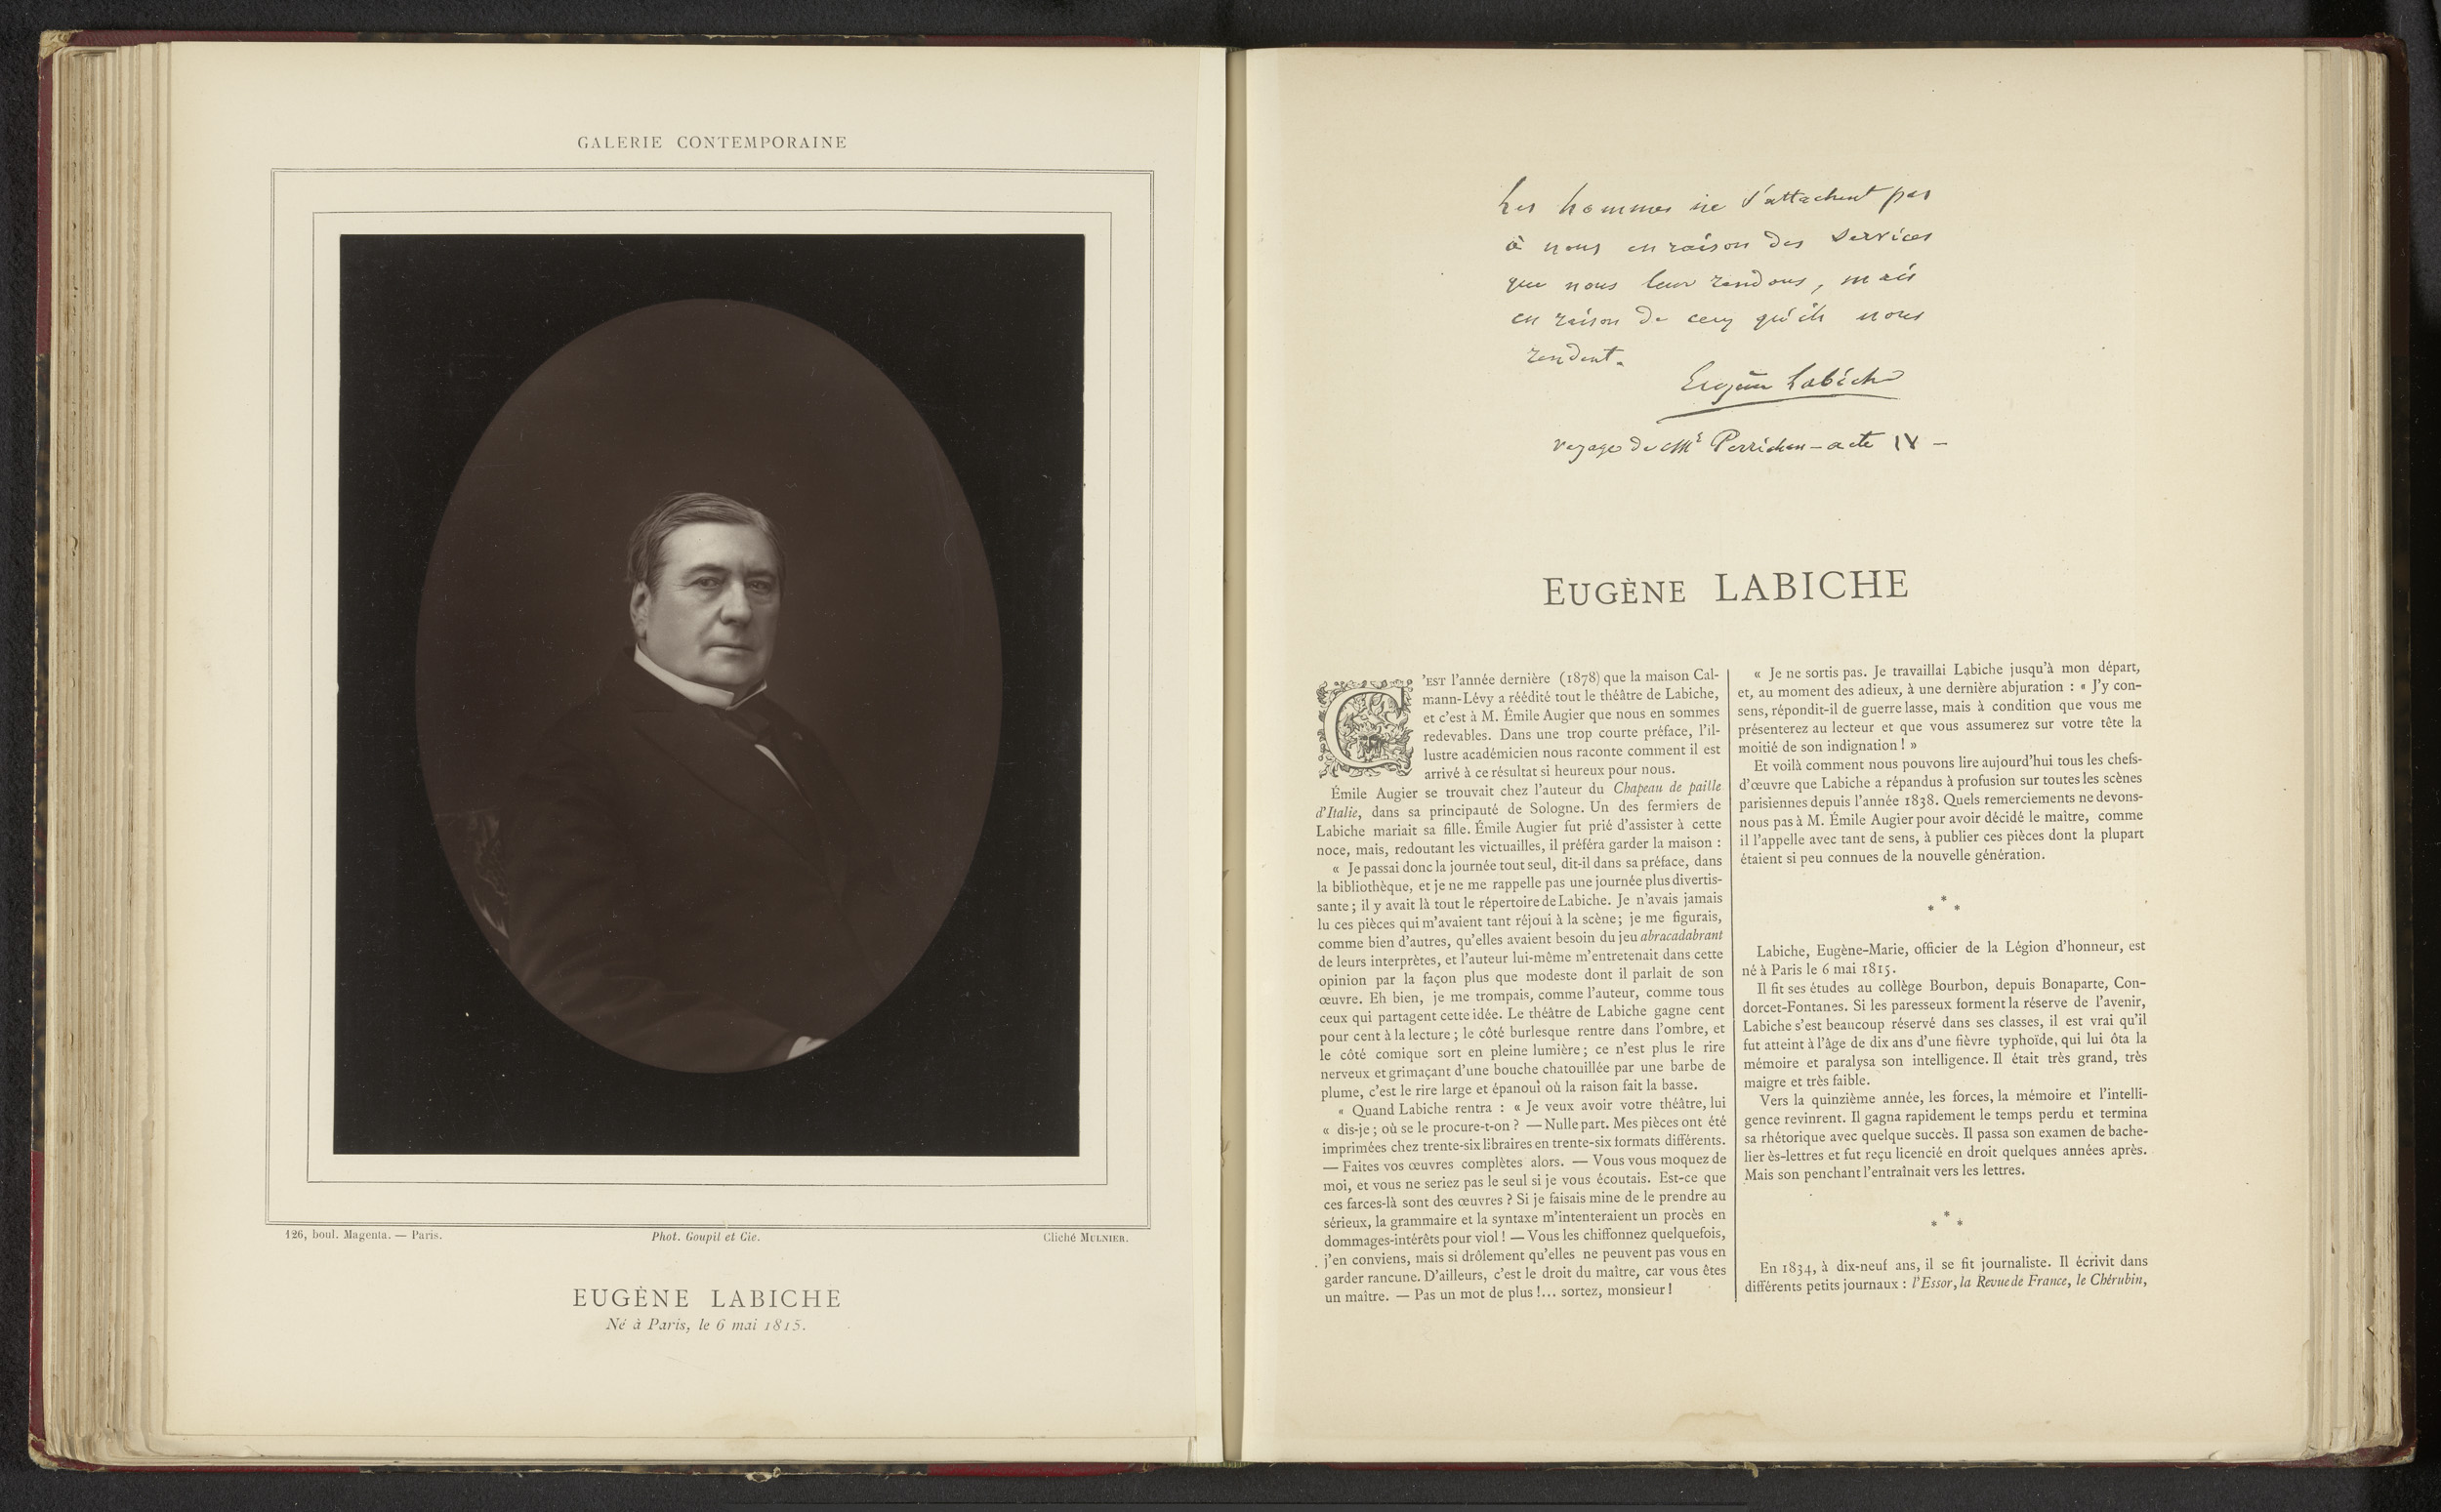 GALERIE CONTEMPORAINE
126, boul. Magenta. — Paris.
Phot. Goupil et Cie.
Cliché MULNIER.
EUGÈNE LABICHE
Né à Paris, le 6 mai 1815.
Les hommes ne s'attachent pas
à nous en raison des services
que nous leur rendons, mais
en raison de ceux qu'ils nous
rendent.
Eugène Labiche
voyage de Mr Perrichon – acte IV –
EUGÈNE LABICHE
C'EST l'année dernière (1878) que la maison Cal-
mann-Lévy a réédité tout le théâtre de Labiche,
et c'est à M. Émile Augier que nous en sommes
redevables. Dans une trop courte préface, l'il-
lustre académicien nous raconte comment il est
arrivé à ce résultat si heureux pour nous.
Émile Augier se trouvait chez l'auteur du Chapeau de paille
d'Italie, dans sa principauté de Sologne. Un des fermiers de
Labiche mariait sa fille. Émile Augier fut prié d'assister à cette
noce, mais, redoutant les victuailles, il préféra garder la maison :
« Je passai donc la journée tout seul, dit-il dans sa préface, dans
la bibliothèque, et je ne me rappelle pas une journée plus divertis-
sante ; il y avait là tout le répertoire de Labiche. Je n'avais jamais
lu ces pièces qui m'avaient tant réjoui à la scène ; je me figurais,
comme bien d'autres, qu'elles avaient besoin du jeu abracadabrant
de leurs interprètes, et l'auteur lui-même m'entretenait dans cette
opinion par la façon plus que modeste dont il parlait de son
œuvre. Eh bien, je me trompais, comme l'auteur, comme tous
ceux qui partagent cette idée. Le théâtre de Labiche gagne cent
pour cent à la lecture ; le côté burlesque rentre dans l'ombre, et
le côté comique sort en pleine lumière ; ce n'est plus le rire
nerveux et grimaçant d'une bouche chatouillée par une barbe de
plume, c'est le rire large et épanoui où la raison fait la basse.
« Quand Labiche rentra : « Je veux avoir votre théâtre, lui
« dis-je ; où se le procure-t-on ? — Nulle part. Mes pièces ont été
imprimées chez trente-six libraires en trente-six formats différents.
— Faites vos œuvres complètes alors. — Vous vous moquez de
moi, et vous ne seriez pas le seul si je vous écoutais. Est-ce que
ces farces-là sont des œuvres ? Si je faisais mine de le prendre au
sérieux, la grammaire et la syntaxe m'intenteraient un procès en
dommages-intérêts pour viol ! — Vous les chiffonnez quelquefois,
j'en conviens, mais si drôlement qu'elles ne peuvent pas vous en
garder rancune. D'ailleurs, c'est le droit du maître, car vous êtes
un maître. — Pas un mot de plus !... sortez, monsieur !
« Je ne sortis pas. Je travaillai Labiche jusqu'à mon départ,
et, au moment des adieux, à une dernière abjuration : « J'y con-
sens, répondit-il de guerre lasse, mais à condition que vous me
présenterez au lecteur et que vous assumerez sur votre tête la
moitié de son indignation ! »
Et voilà comment nous pouvons lire aujourd'hui tous les chefs-
d'œuvre que Labiche a répandus à profusion sur toutes les scènes
parisiennes depuis l'année 1838. Quels remerciements ne devons-
nous pas à M. Émile Augier pour avoir décidé le maître, comme
il l'appelle avec tant de sens, à publier ces pièces dont la plupart
étaient si peu connues de la nouvelle génération.
* * *
Labiche, Eugène-Marie, officier de la Légion d'honneur, est
né à Paris le 6 mai 1815.
Il fit ses études au collège Bourbon, depuis Bonaparte, Con-
dorcet-Fontanes. Si les paresseux forment la réserve de l'avenir,
Labiche s'est beaucoup réservé dans ses classes, il est vrai qu'il
fut atteint à l'âge de dix ans d'une fièvre typhoïde, qui lui ôta la
mémoire et paralysa son intelligence. Il était très grand, très
maigre et très faible.
Vers la quinzième année, les forces, la mémoire et l'intelli-
gence revinrent. Il gagna rapidement le temps perdu et termina
sa rhétorique avec quelque succès. Il passa son examen de bache-
lier ès-lettres et fut reçu licencié en droit quelques années après.
Mais son penchant l'entraînait vers les lettres.
* * *
En 1834, à dix-neuf ans, il se fit journaliste. Il écrivit dans
différents petits journaux : l'Essor, la Revue de France, le Chérubin,